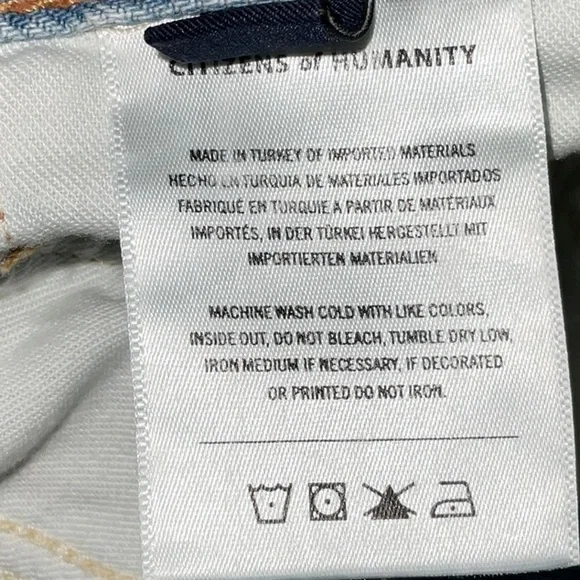 CITIZENS of HUMANITY
MADE IN TURKEY OF IMPORTED MATERIALS
HECHO EN TURQUIA DE MATERIALES IMPORTADOS
FABRIQUÉ EN TURQUIE A PARTIR DE MATÉRIAUX
IMPORTÉS, IN DER TÜRKEI HERGESTELLT MIT
IMPORTIERTEN MATERIALIEN
MACHINE WASH COLD WITH LIKE COLORS,
INSIDE OUT, DO NOT BLEACH, TUMBLE DRY LOW,
IRON MEDIUM IF NECESSARY, IF DECORATED
OR PRINTED DO NOT IRON.